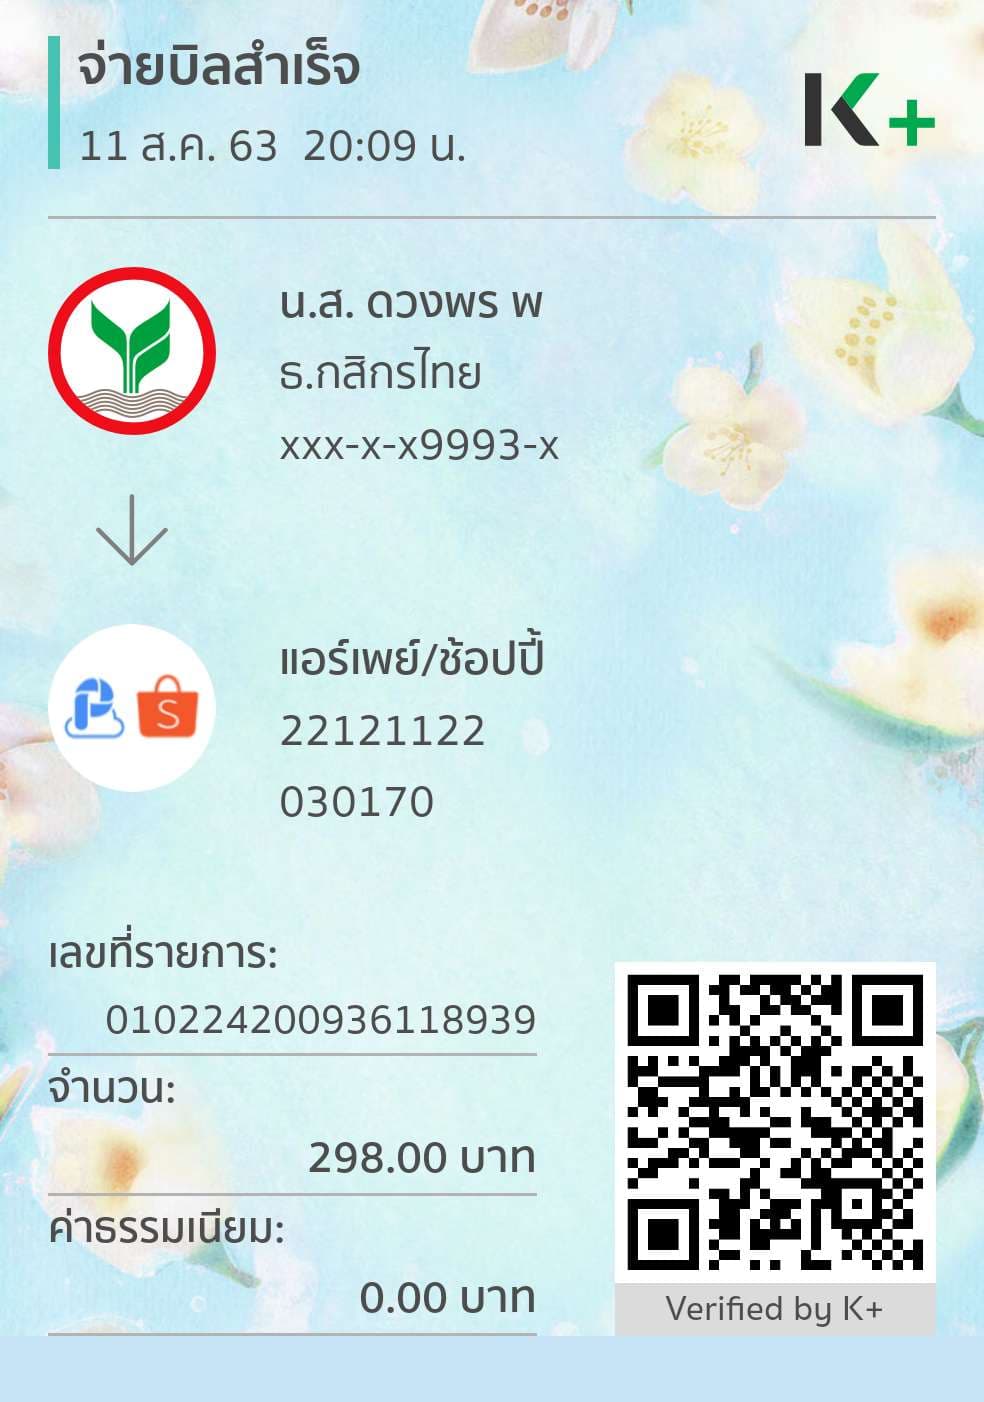 จ่ายบิลสำเร็จ
11 ส.ค. 63 20:09 น.
K+
น.ส. ดวงพร พ
ธ.กสิกรไทย
xxx-x-x9993-x
แอร์เพย์/ช้อปปี้
22121122
030170
เลขที่รายการ:
010224200936118939
จำนวน:
298.00 บาท
ค่าธรรมเนียม:
0.00 บาท
Verified by K+